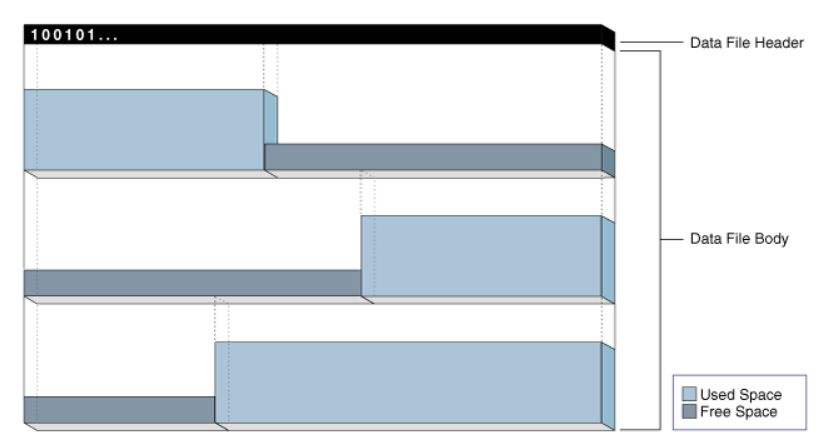 100101...
Data File Header
Data File Body
Used Space
Free Space